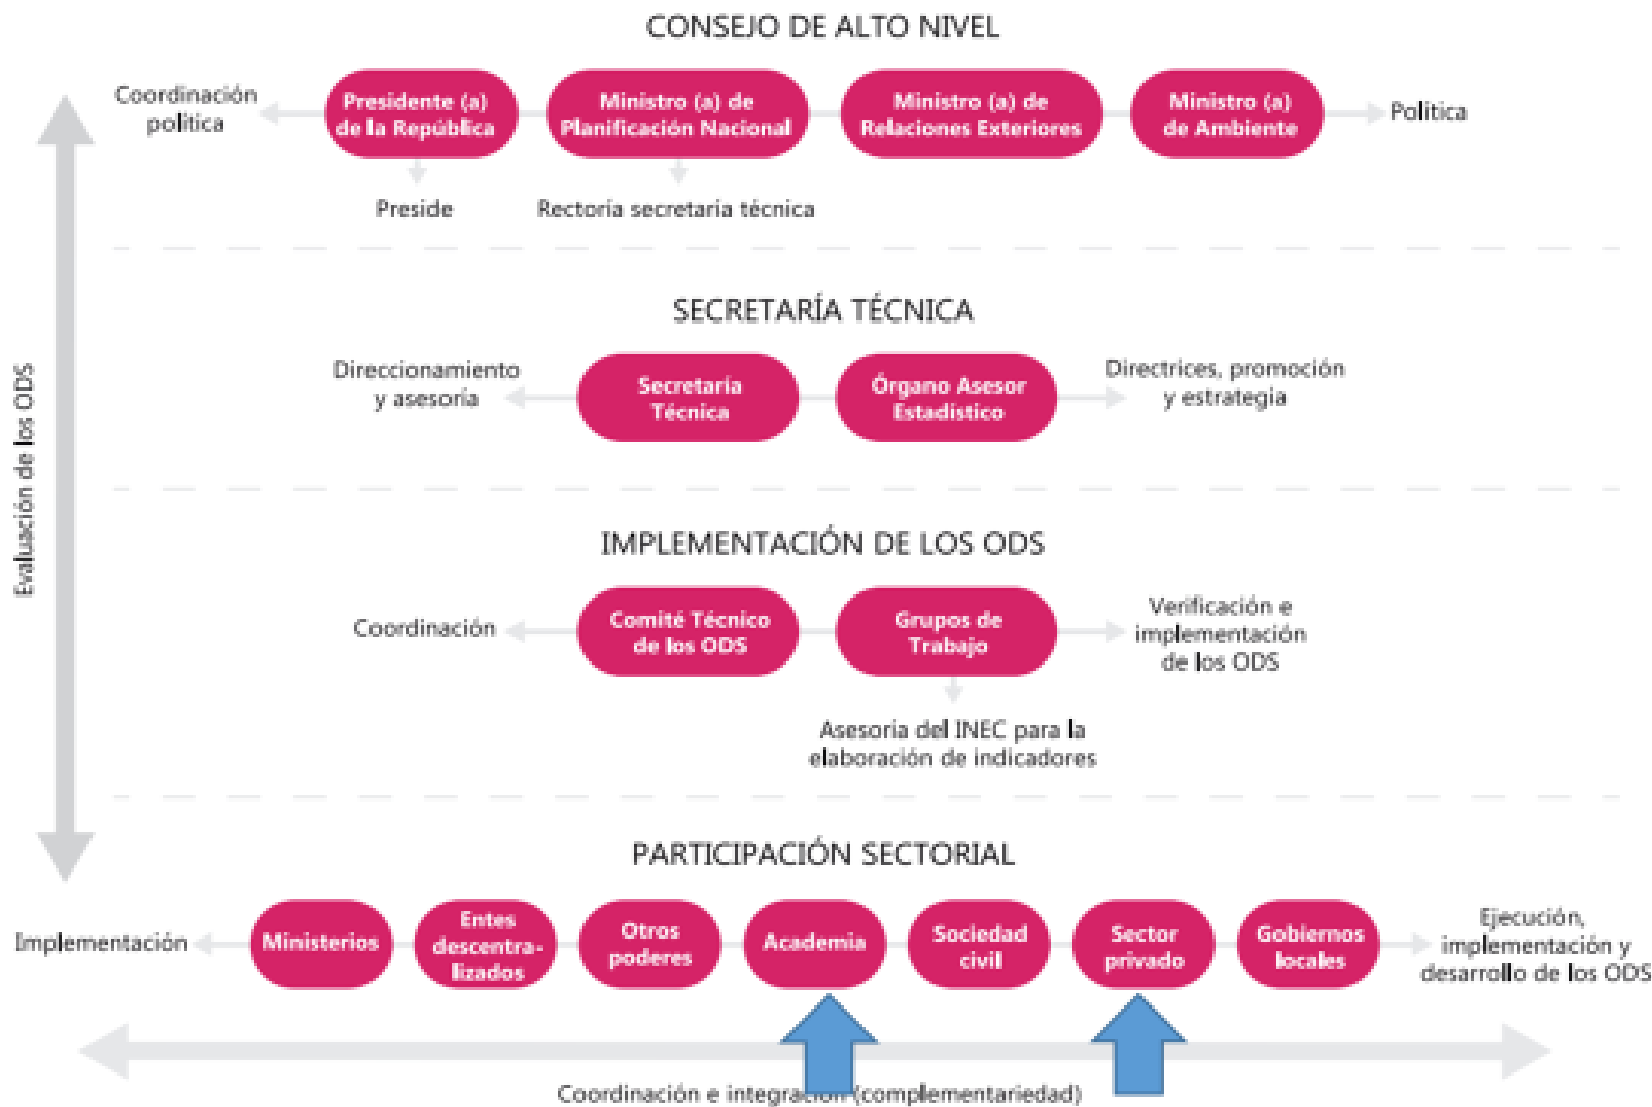 CONSEJO DE ALTO NIVEL
Coordinación
política
Presidente (a)
de la República
Ministro (a) de
Planificación Nacional
Ministro (a) de
Relaciones Exteriores
Ministro (a)
de Ambiente
Política
Preside
Rectoría secretaria técnica
SECRETARÍA TÉCNICA
Direccionamiento
y asesoría
Secretaría
Técnica
Órgano Asesor
Estadístico
Directrices, promoción
y estrategia
Evaluación de los ODS
IMPLEMENTACIÓN DE LOS ODS
Coordinación
Comité Técnico
de los ODS
Grupos de
Trabajo
Verificación e
implementación
de los ODS
Asesoría del INEC para la
elaboración de indicadores
PARTICIPACIÓN SECTORIAL
Implementación
Ministerios
Entes
descentra-
lizados
Otros
poderes
Academia
Sociedad
civil
Sector
privado
Gobiernos
locales
Ejecución,
implementación y
desarrollo de los ODS
Coordinación e integración (complementariedad)